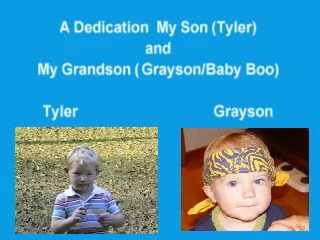 A Dedication My Son (Tyler)
and
My Grandson ( Grayson/Baby Boo)
Tyler Grayson